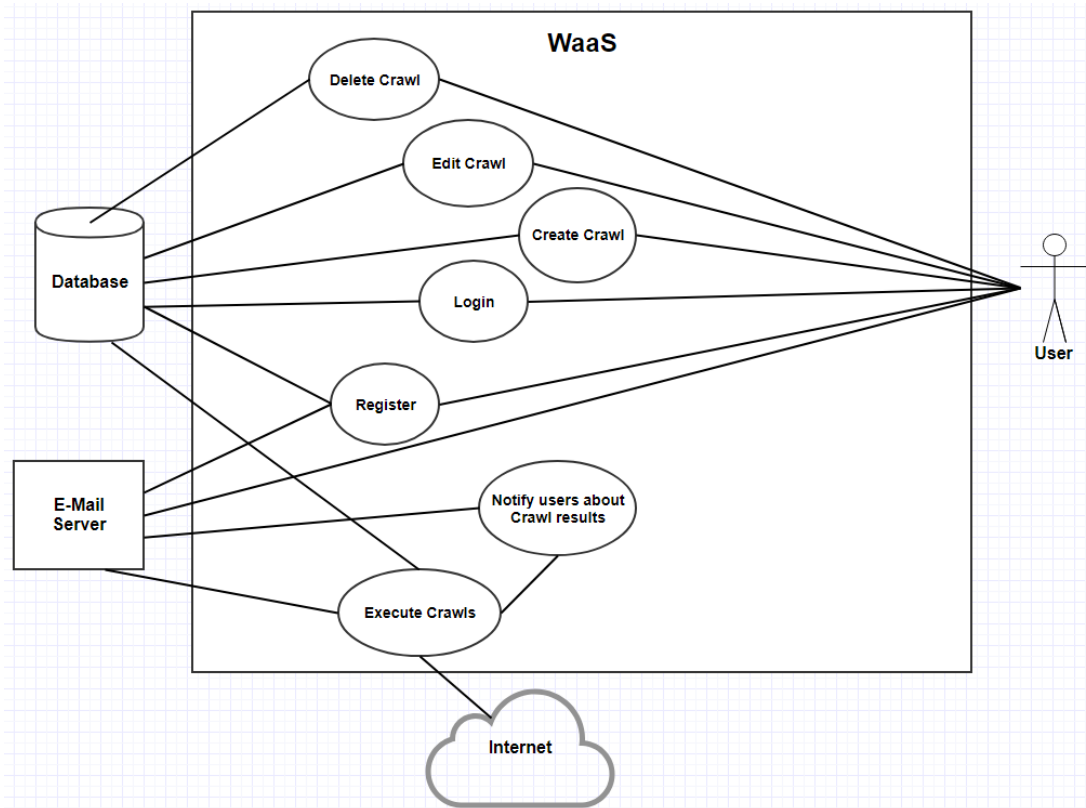 WaaS
Delete Crawl
Edit Crawl
Create Crawl
Database
Login
User
Register
E-Mail
Server
Notify users about
Crawl results
Execute Crawls
Internet